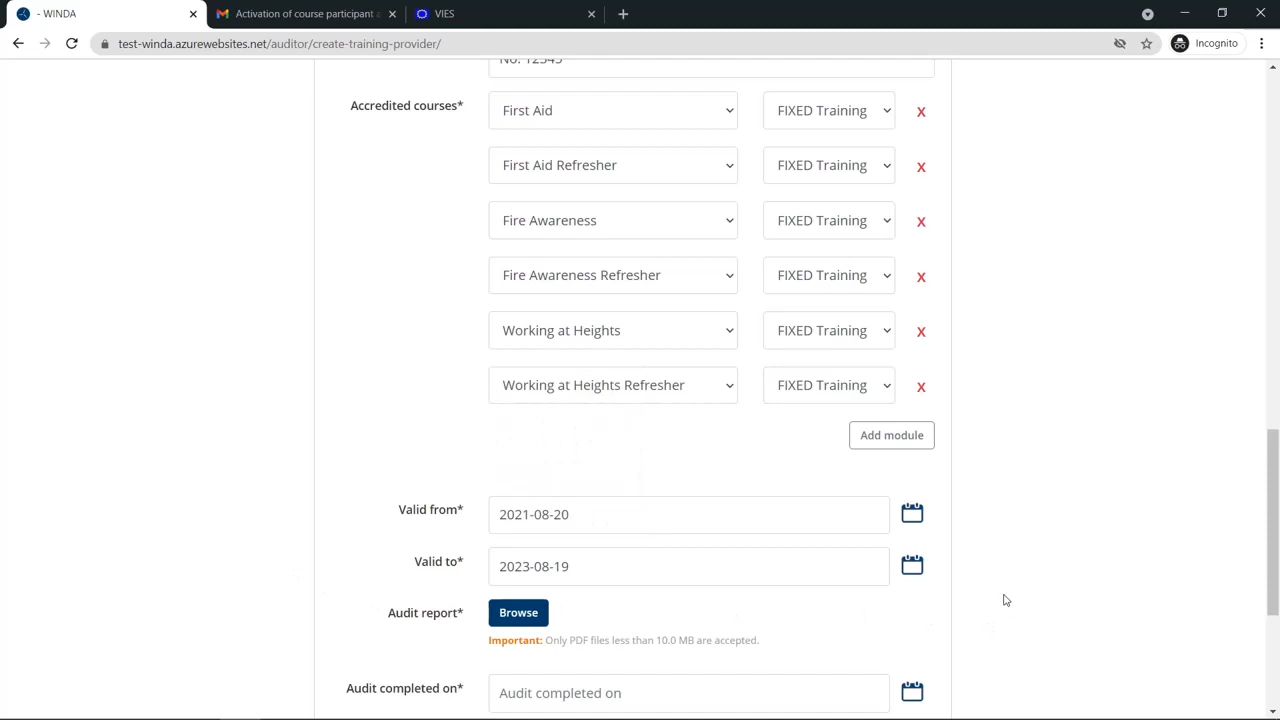 - WINDA
Activation of course participant a
VIES
test-winda.azurewebsites.net/auditor/create-training-provider/
Incognito
No. 12345
Accredited courses*
First Aid
FIXED Training
X
First Aid Refresher
FIXED Training
X
Fire Awareness
FIXED Training
X
Fire Awareness Refresher
FIXED Training
X
Working at Heights
FIXED Training
X
Working at Heights Refresher
FIXED Training
X
Add module
Valid from*
2021-08-20
Valid to*
2023-08-19
Audit report*
Browse
Important: Only PDF files less than 10.0 MB are accepted.
Audit completed on*
Audit completed on